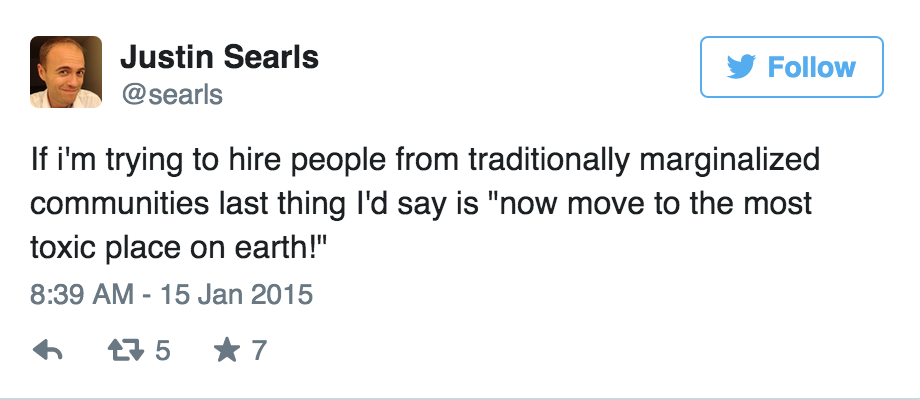 Justin Searls
@searls
Follow
If i'm trying to hire people from traditionally marginalized
communities last thing I'd say is "now move to the most
toxic place on earth!"
8:39 AM - 15 Jan 2015
5
7